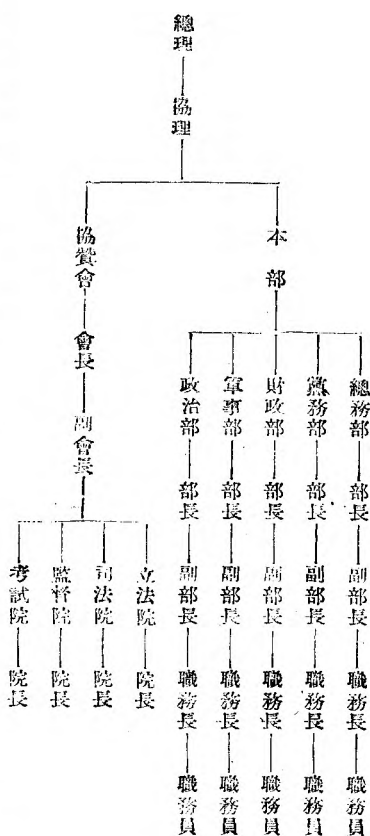 總理
協理
本部
總務部 部長 副部長 職務長 職務員
黨務部 部長 副部長 職務長 職務員
財政部 部長 副部長 職務長 職務員
軍事部 部長 副部長 職務長 職務員
政治部 部長 副部長 職務長 職務員
協贊會 會長 副會長
立法院 院長
司法院 院長
監督院 院長
考試院 院長